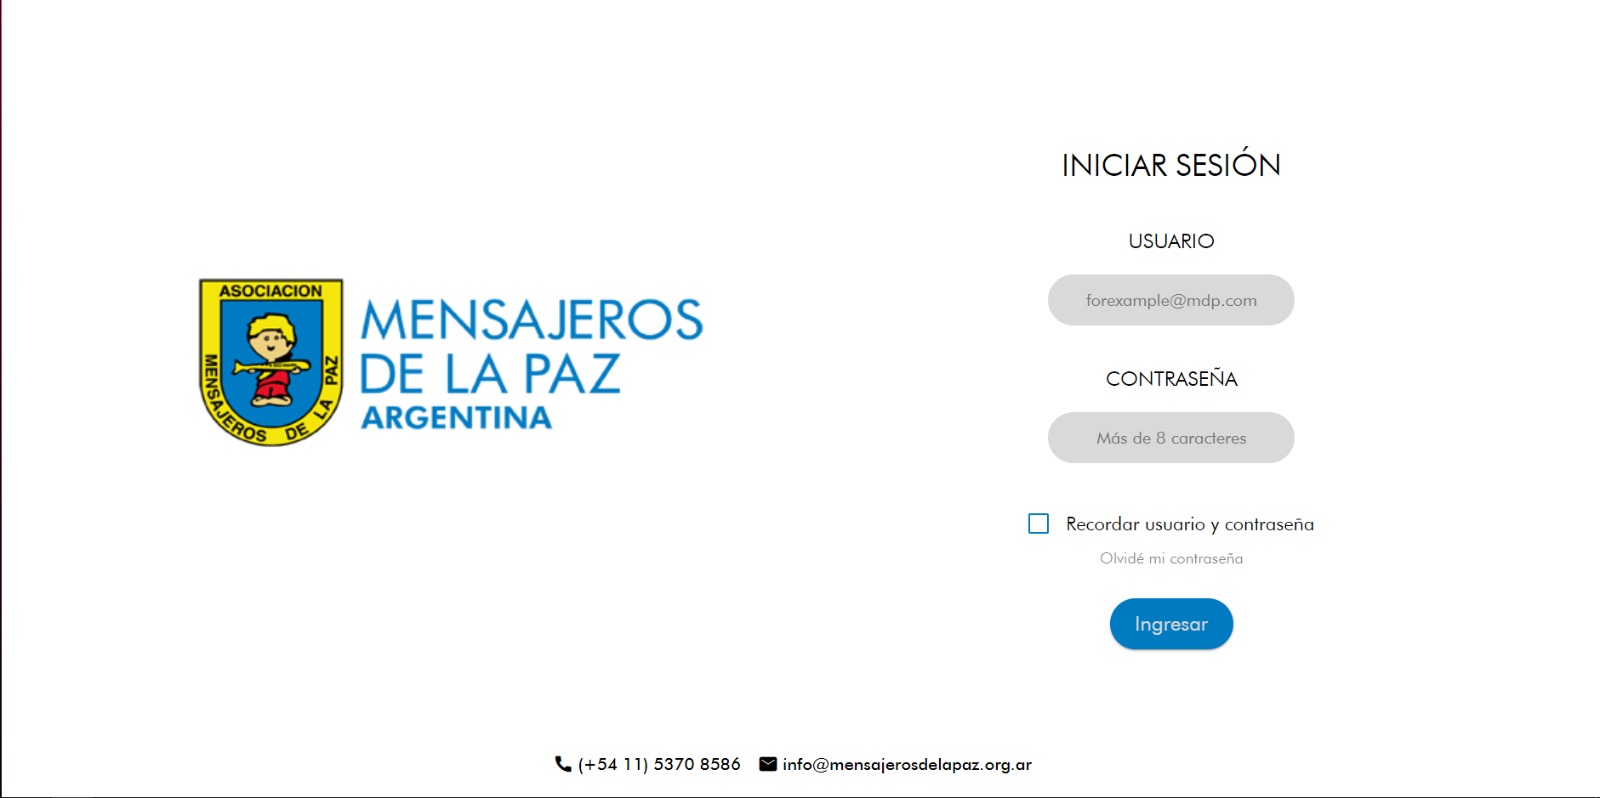 ASOCIACION
MENSAJEROS DE LA PAZ
MENSAJEROS
DE LA PAZ
ARGENTINA
INICIAR SESIÓN
USUARIO
forexample@mdp.com
CONTRASEÑA
Más de 8 caracteres
Recordar usuario y contraseña
Olvidé mi contraseña
Ingresar
(+54 11) 5370 8586 info@mensajerosdelapaz.org.ar